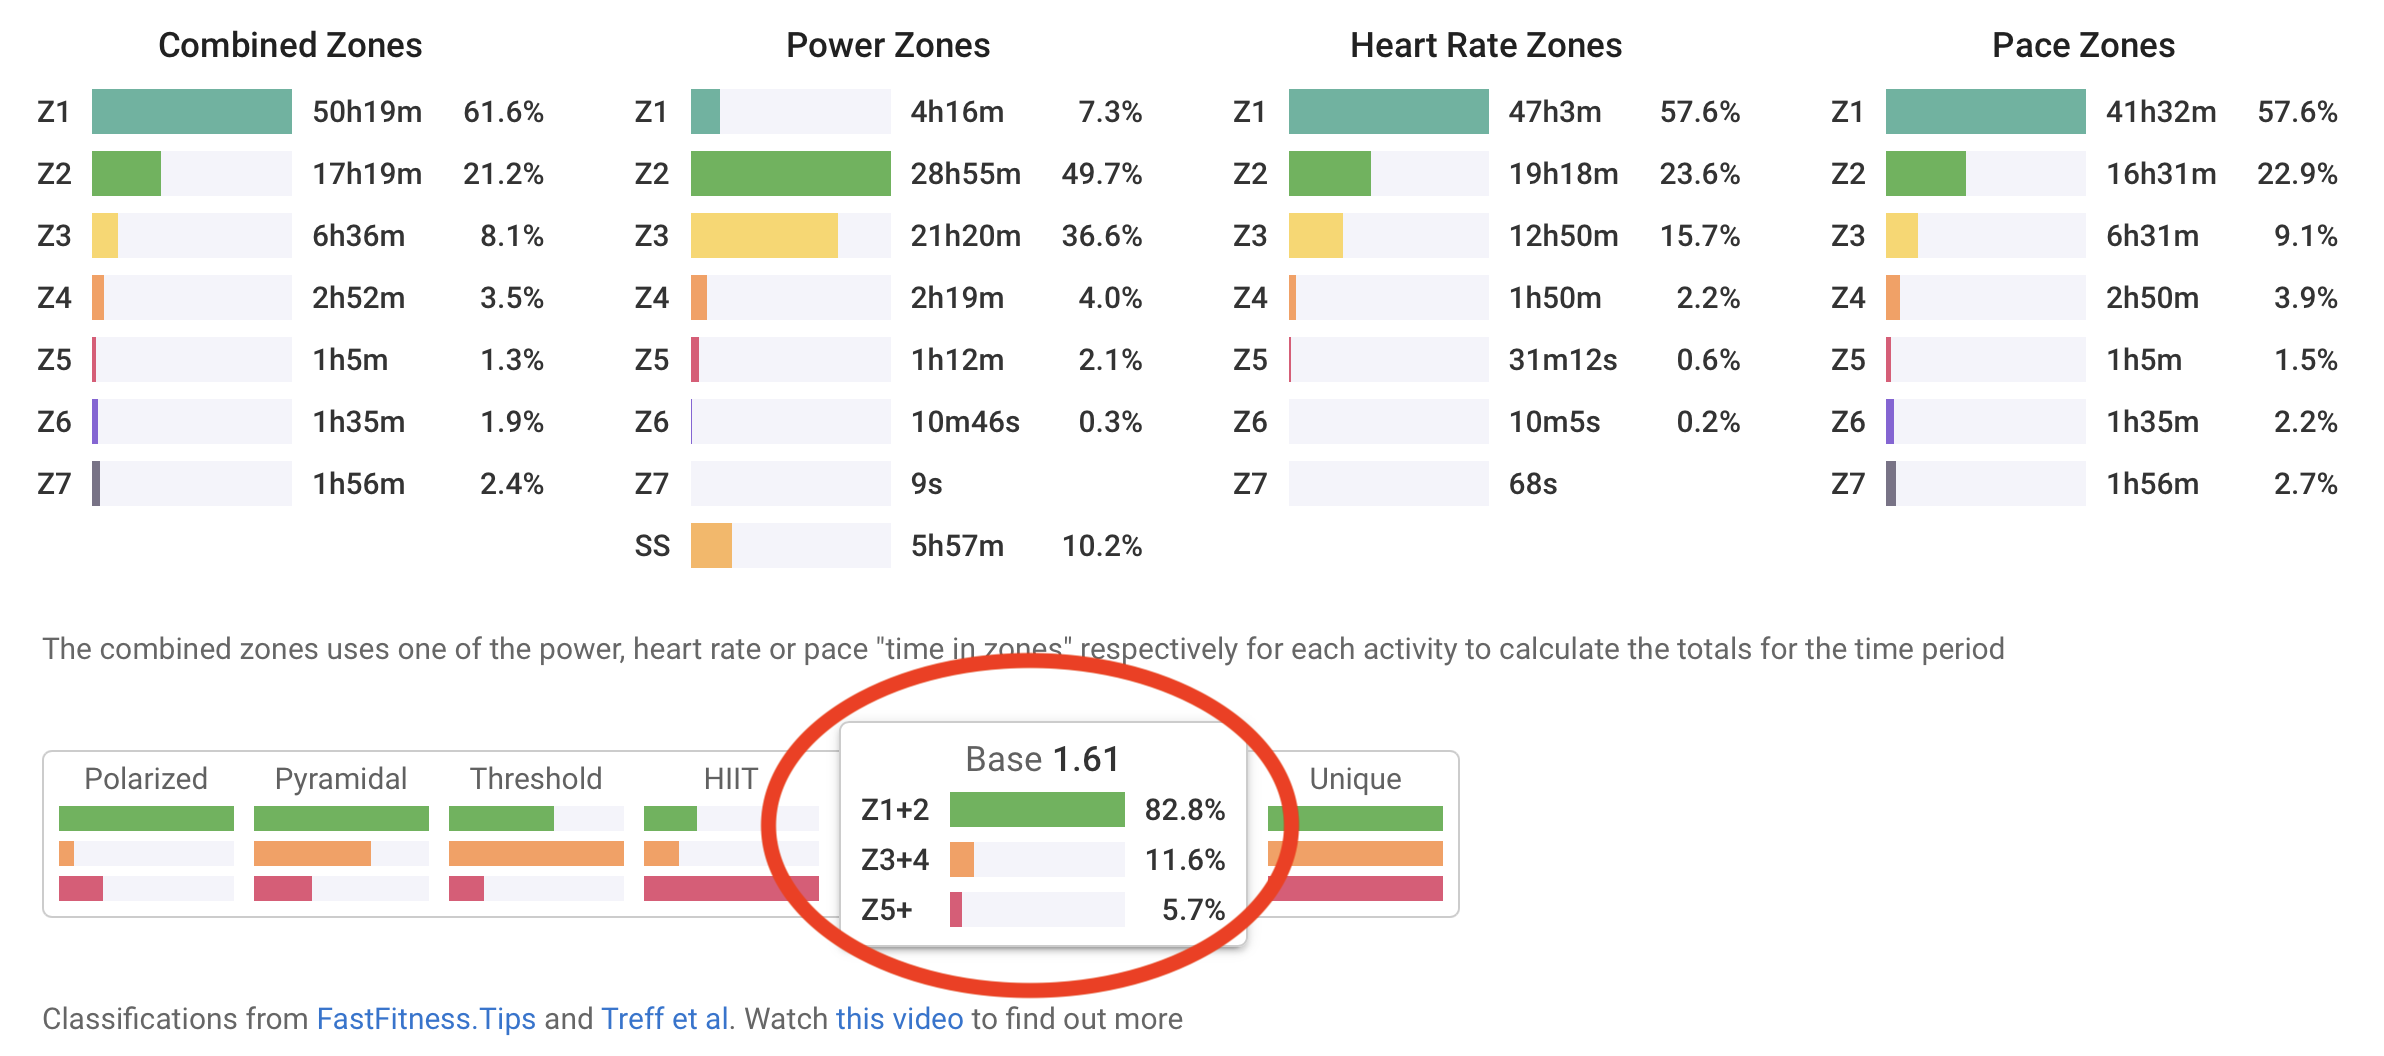 Combined Zones Power Zones Heart Rate Zones Pace Zones
Z1 50h19m 61.6% Z1 4h16m 7.3% Z1 47h3m 57.6% Z1 41h32m 57.6%
Z2 17h19m 21.2% Z2 28h55m 49.7% Z2 19h18m 23.6% Z2 16h31m 22.9%
Z3 6h36m 8.1% Z3 21h20m 36.6% Z3 12h50m 15.7% Z3 6h31m 9.1%
Z4 2h52m 3.5% Z4 2h19m 4.0% Z4 1h50m 2.2% Z4 2h50m 3.9%
Z5 1h5m 1.3% Z5 1h12m 2.1% Z5 31m12s 0.6% Z5 1h5m 1.5%
Z6 1h35m 1.9% Z6 10m46s 0.3% Z6 10m5s 0.2% Z6 1h35m 2.2%
Z7 1h56m 2.4% Z7 9s Z7 68s Z7 1h56m 2.7%
SS 5h57m 10.2%
The combined zones uses one of the power, heart rate or pace "time in zones" respectively for each activity to calculate the totals for the time period
Polarized Pyramidal Threshold HIIT Base 1.61 Unique
Z1+2 82.8%
Z3+4 11.6%
Z5+ 5.7%
Classifications from FastFitness.Tips and Treff et al. Watch this video to find out more